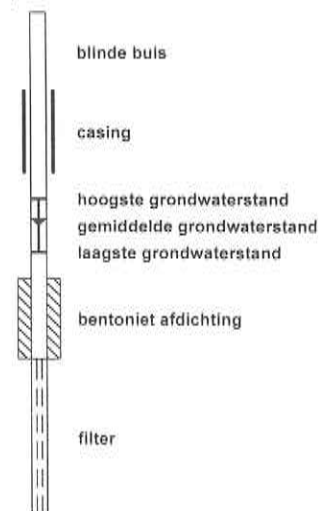 blinde buis
casing
hoogste grondwaterstand
gemiddelde grondwaterstand
laagste grondwaterstand
bentoniet afdichting
filter